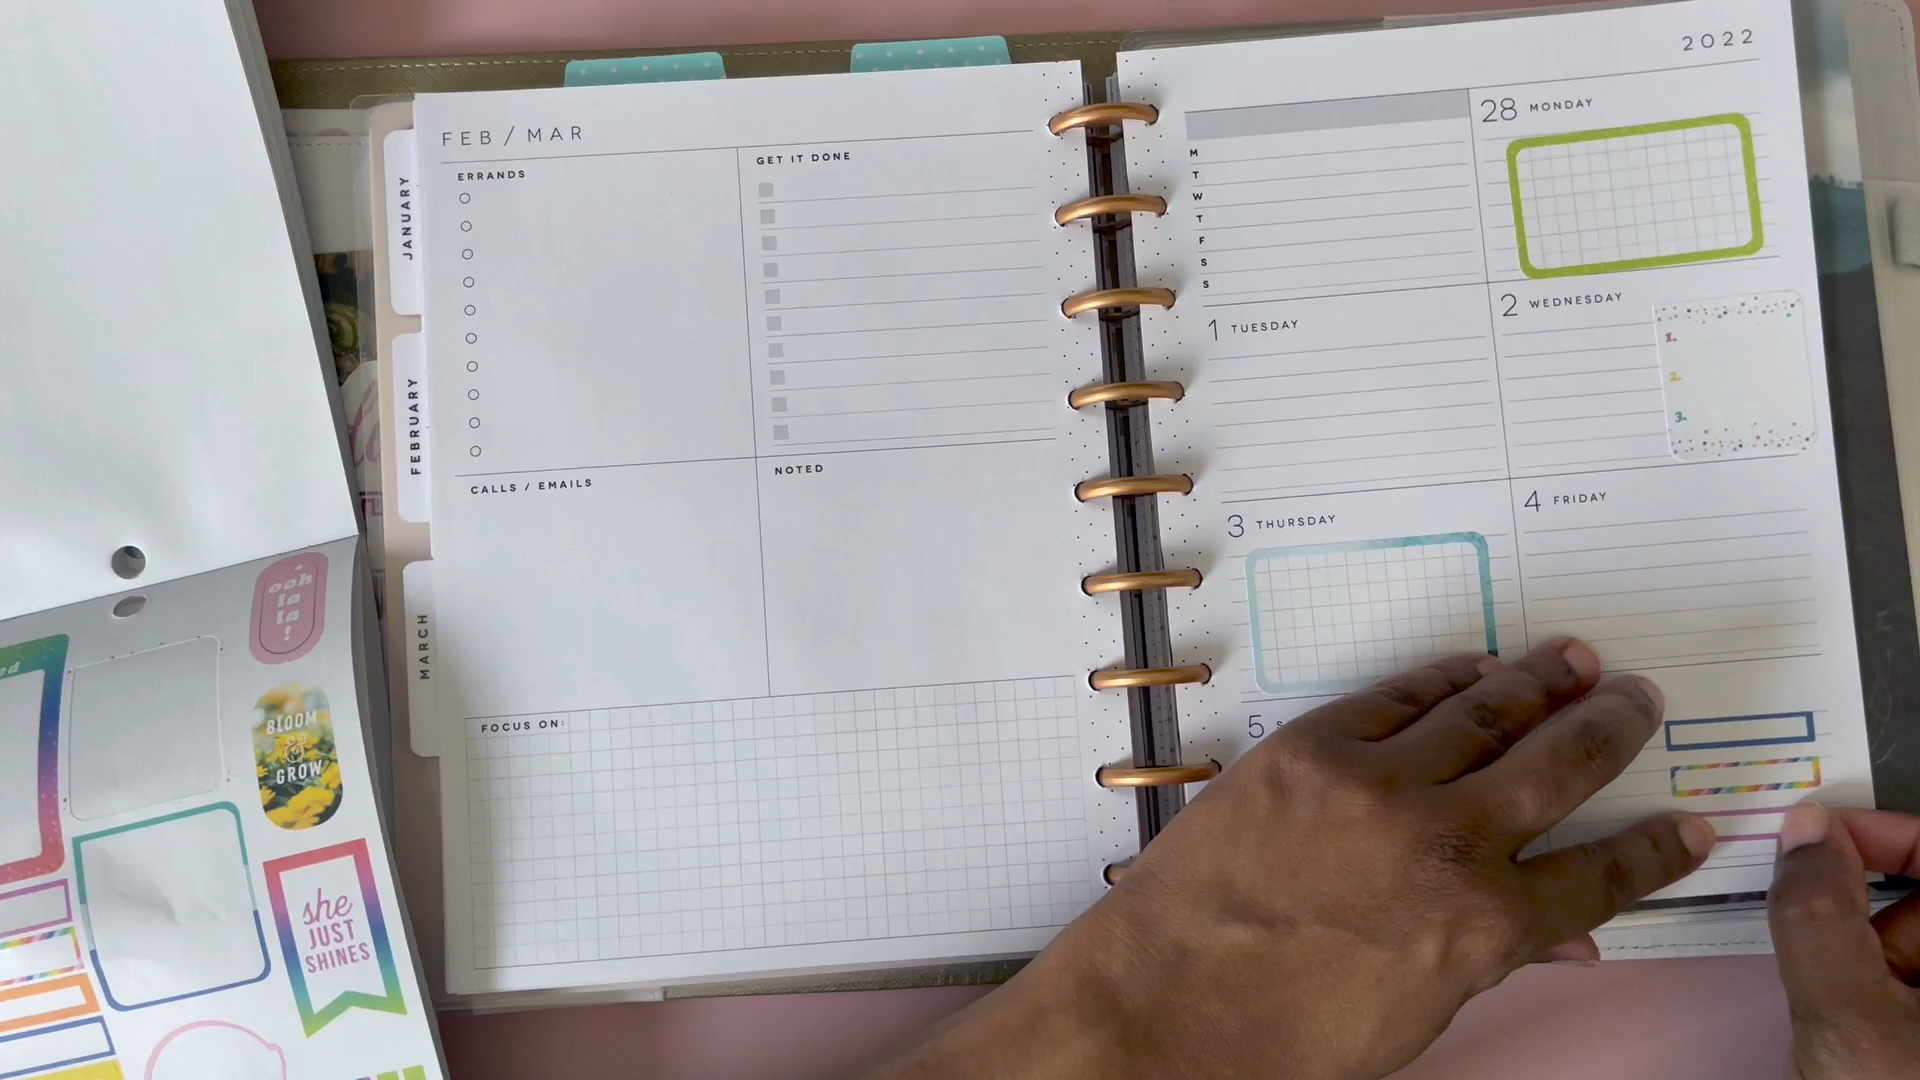 FEB / MAR
ERRANDS
GET IT DONE
CALLS / EMAILS
NOTED
FOCUS ON:
JANUARY
FEBRUARY
MARCH
2022
M
T
W
T
F
S
S
28 MONDAY
1 TUESDAY
2 WEDNESDAY
1.
2.
3.
3 THURSDAY
4 FRIDAY
5 S
ooh
la
la!
BLOOM
&
GROW
she
JUST
SHINES